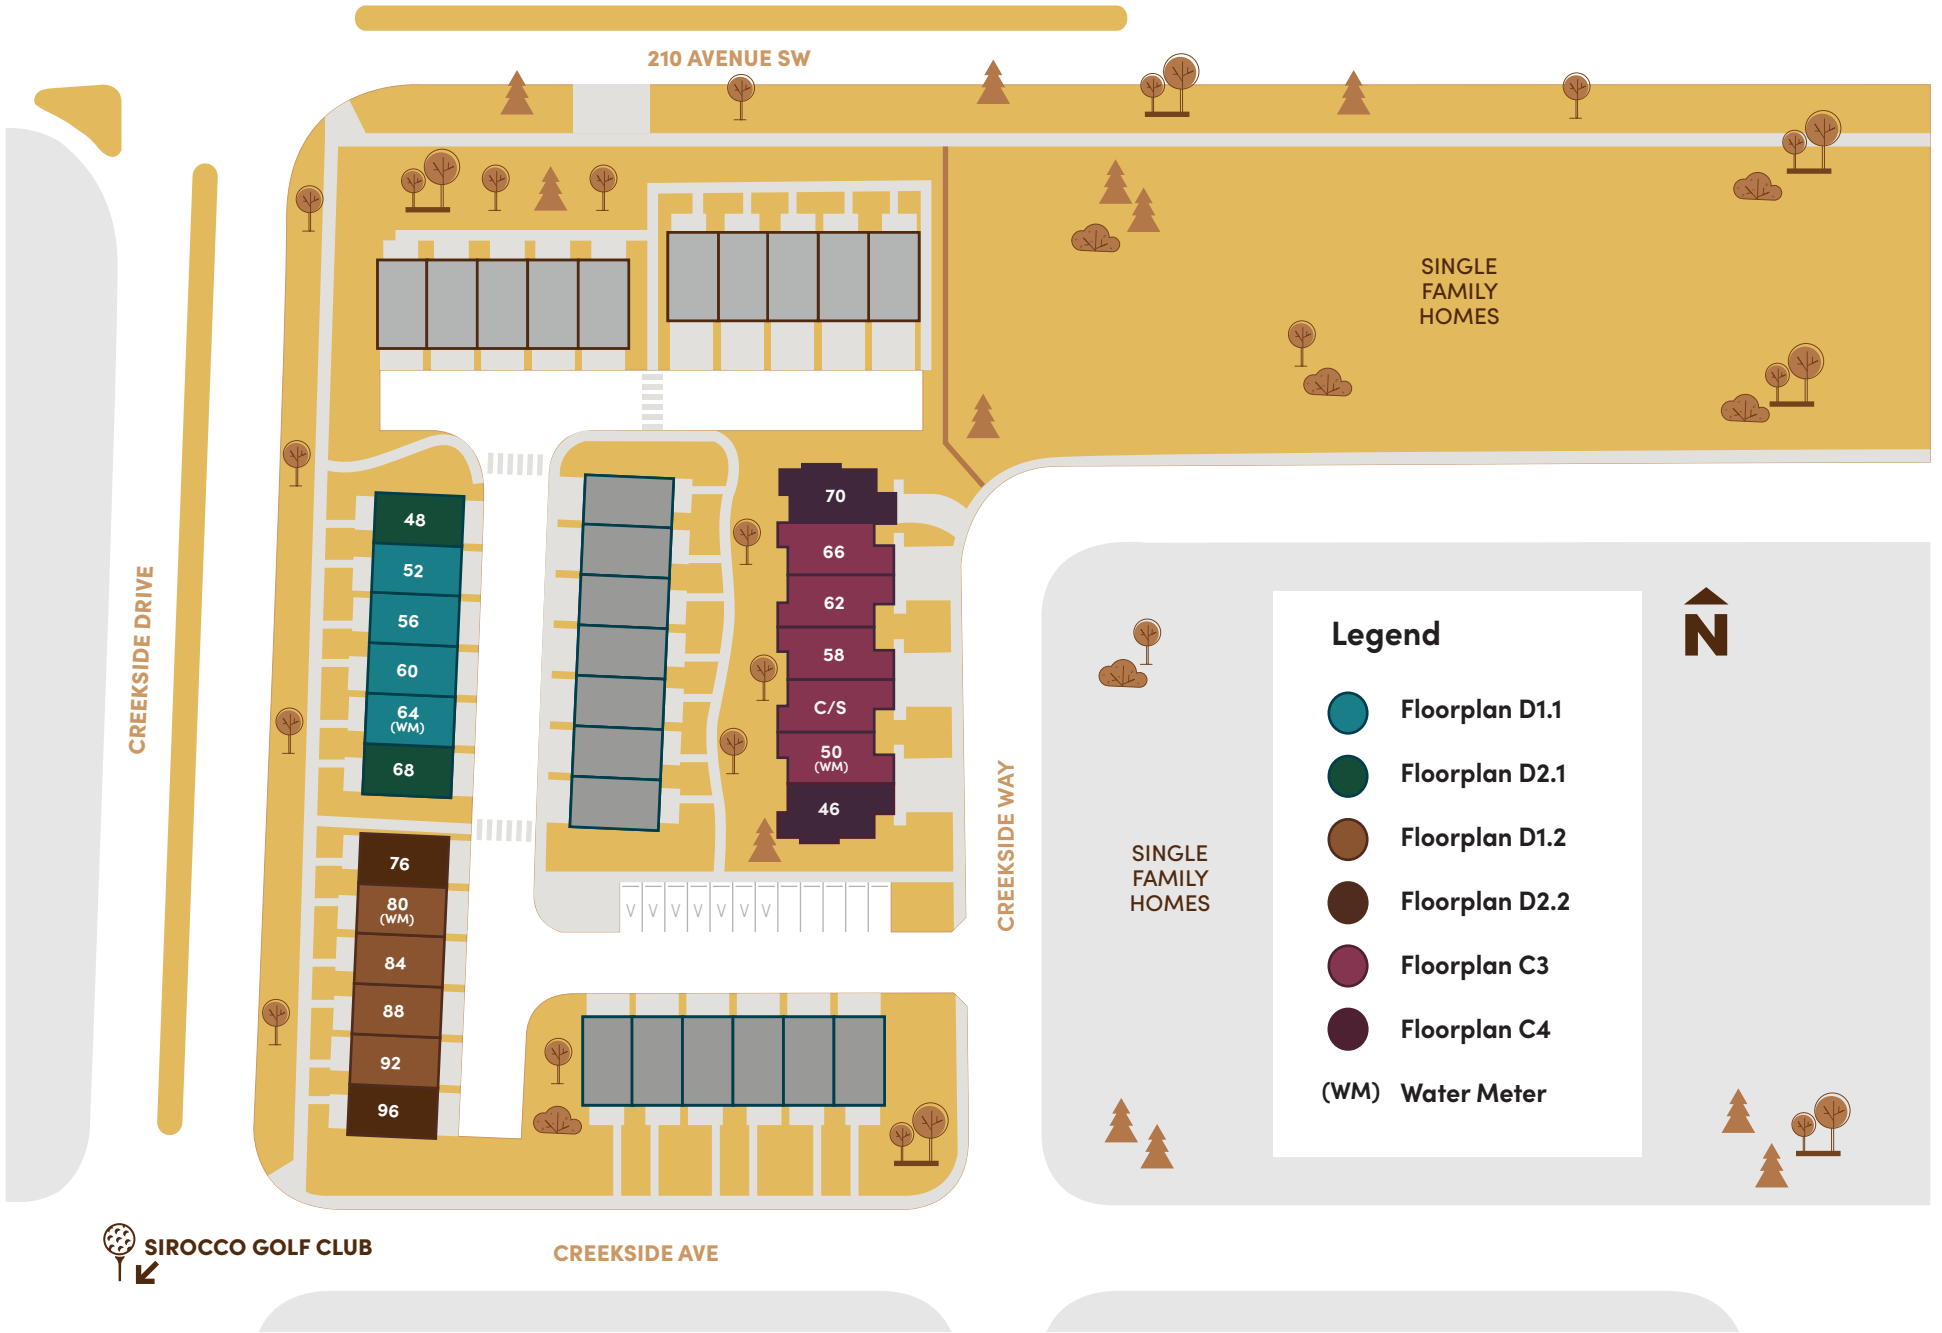 210 AVENUE SW
SINGLE
FAMILY
HOMES
CREEKSIDE DRIVE
48
52
56
60
64
(WM)
68
76
80
(WM)
84
88
92
96
70
66
62
58
C/S
50
(WM)
46
V V V V V V V
CREEKSIDE WAY
SINGLE
FAMILY
HOMES
Legend
Floorplan D1.1
Floorplan D2.1
Floorplan D1.2
Floorplan D2.2
Floorplan C3
Floorplan C4
(WM) Water Meter
N
SIROCCO GOLF CLUB
CREEKSIDE AVE